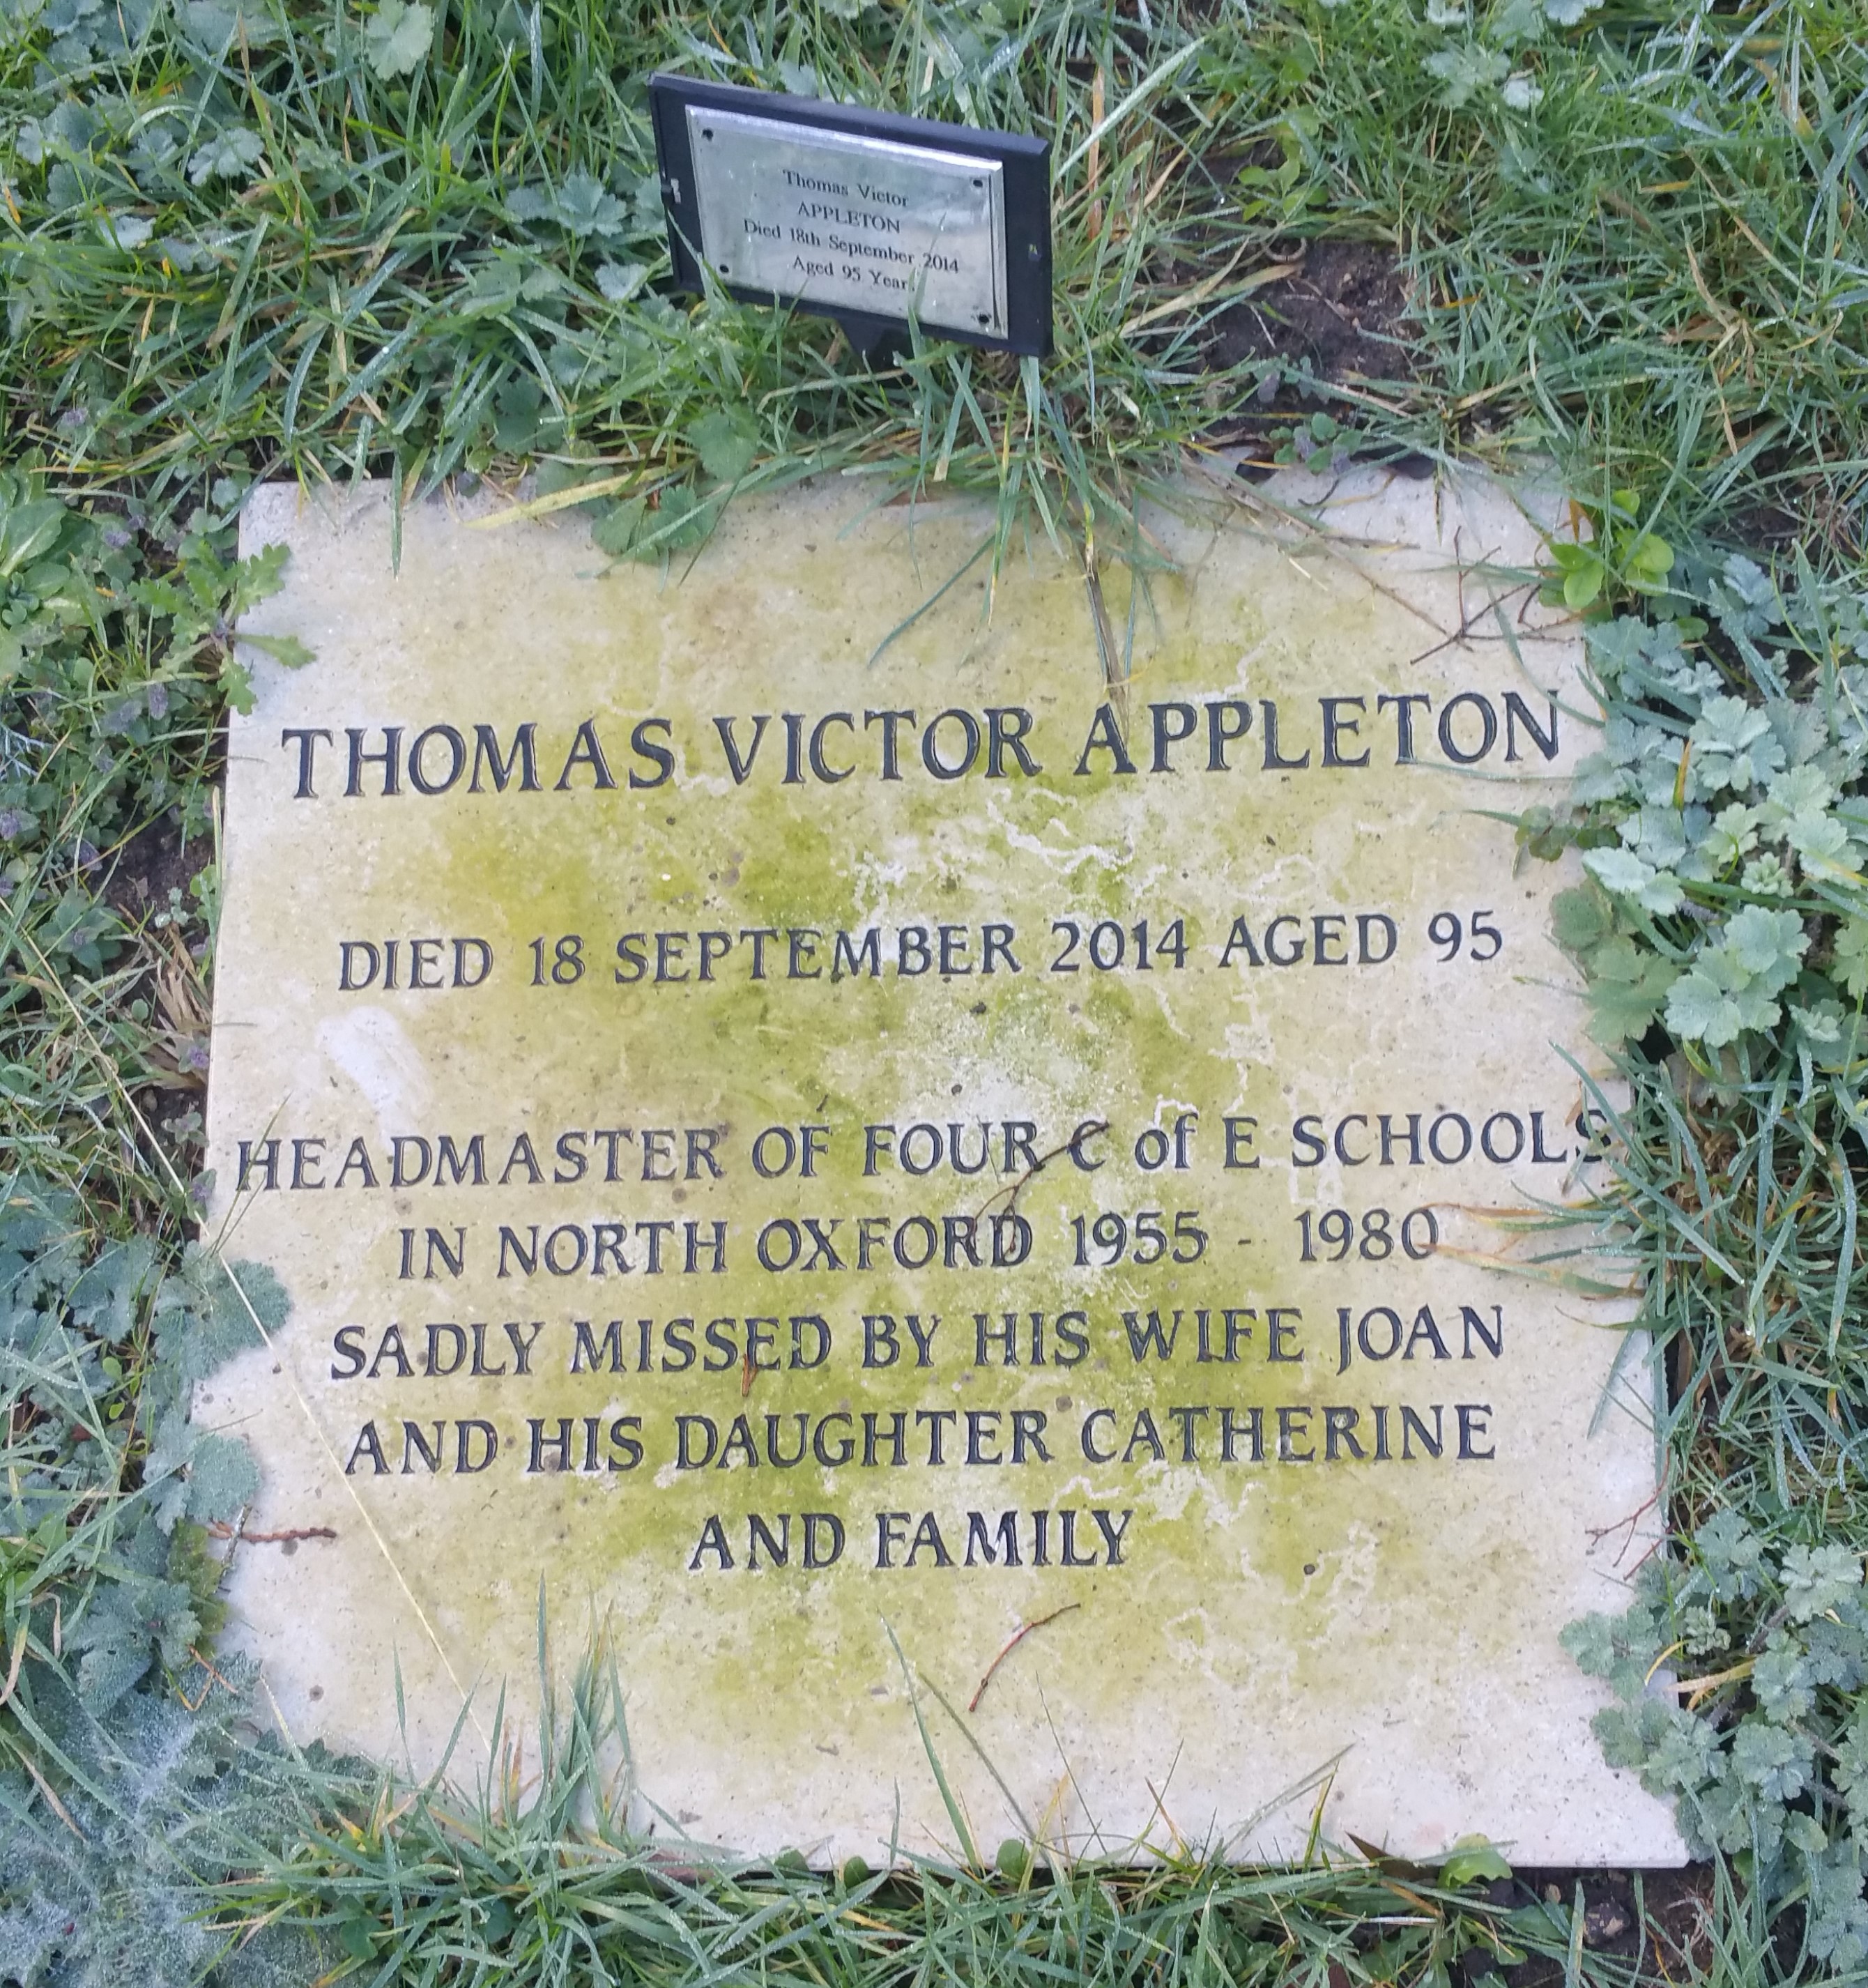 Thomas Victor
APPLETON
Died 18th September 2014
Aged 95 Years
THOMAS VICTOR APPLETON
DIED 18 SEPTEMBER 2014 AGED 95
HEADMASTER OF FOUR C of E SCHOOLS
IN NORTH OXFORD 1955 - 1980
SADLY MISSED BY HIS WIFE JOAN
AND HIS DAUGHTER CATHERINE
AND FAMILY